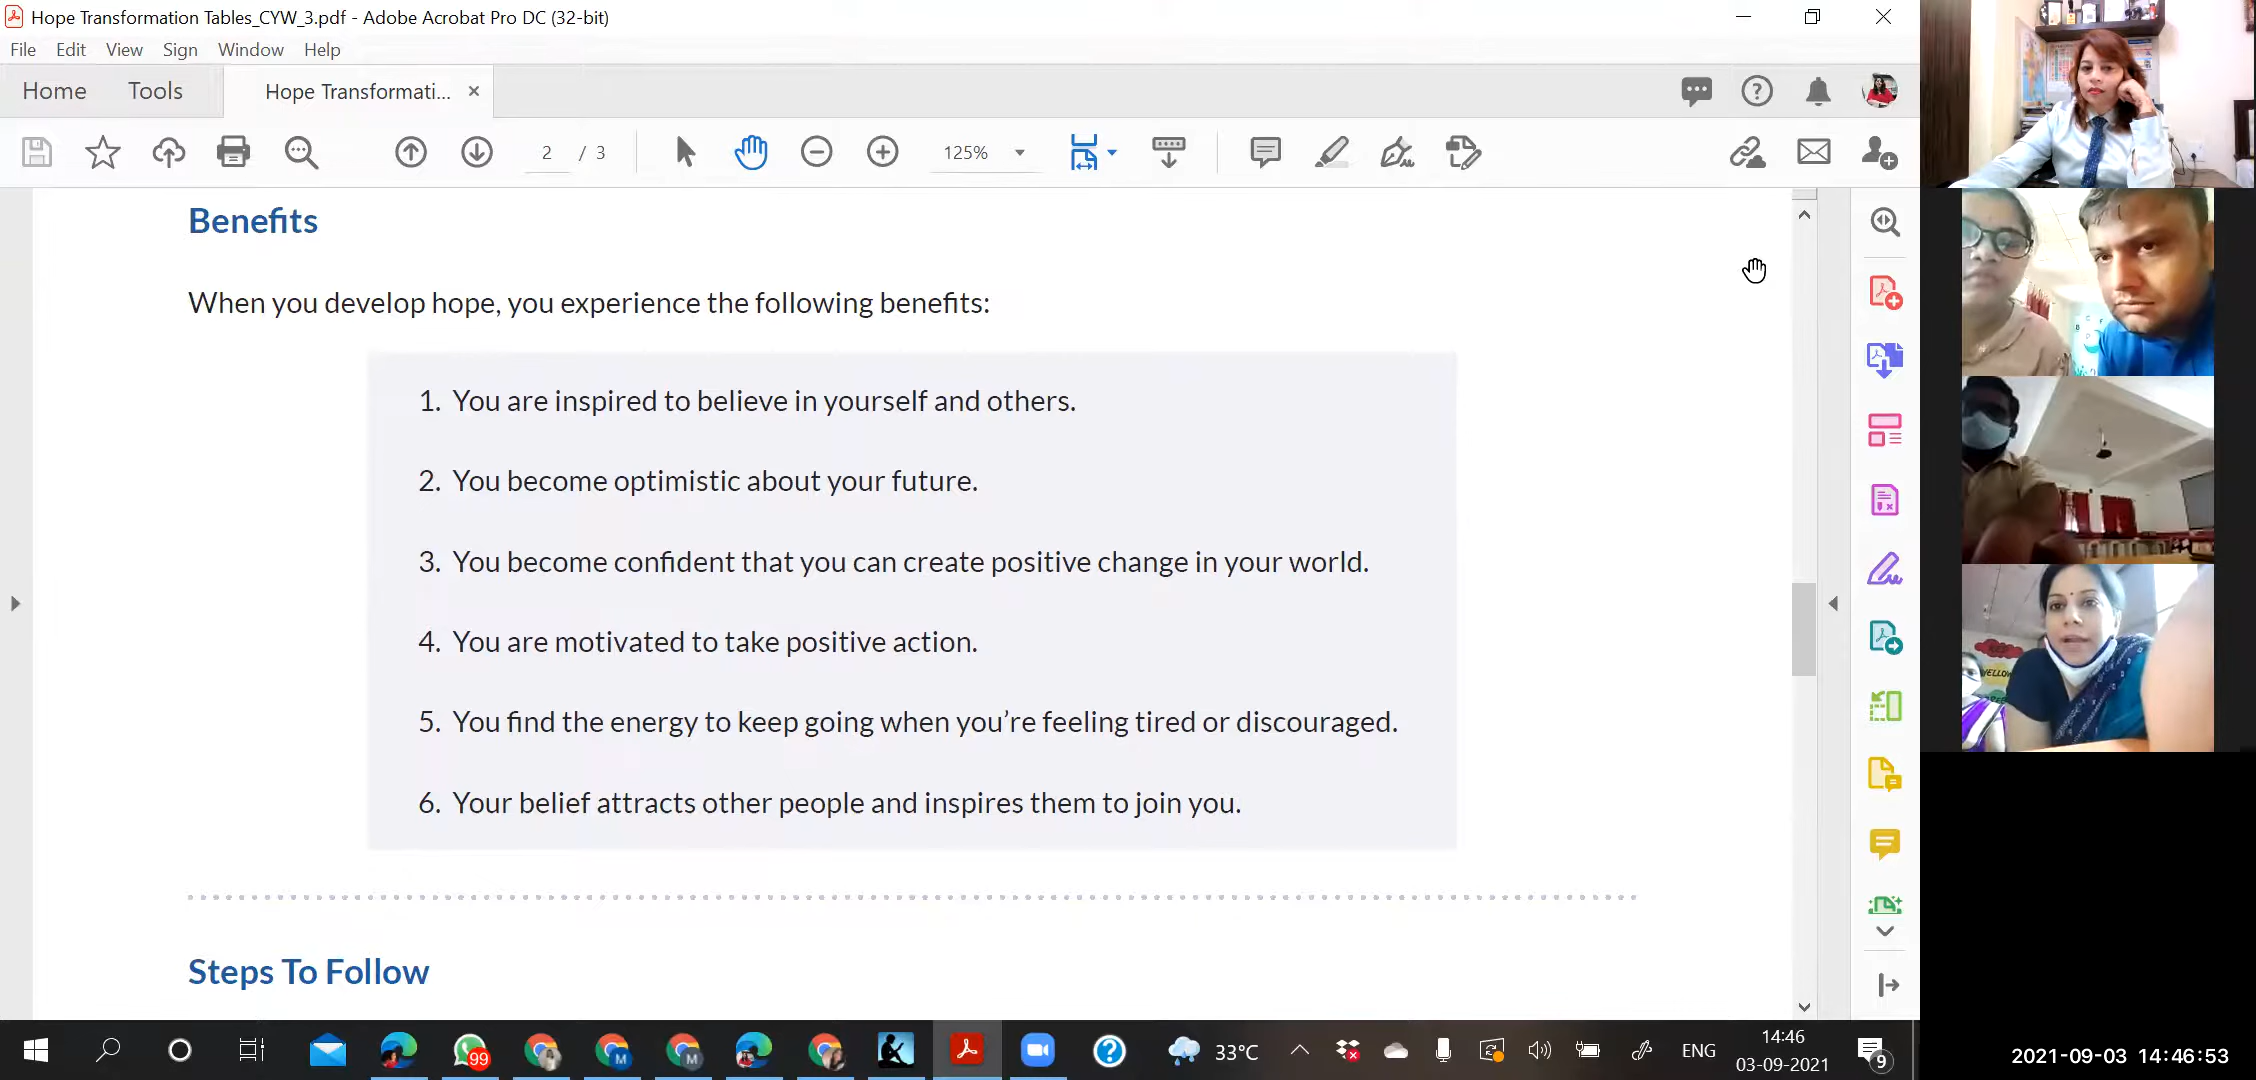 Hope Transformation Tables_CYW_3.pdf - Adobe Acrobat Pro DC (32-bit)
File Edit View Sign Window Help
Home Tools Hope Transformati... ×
2 / 3 125%
Benefits
When you develop hope, you experience the following benefits:
1. You are inspired to believe in yourself and others.
2. You become optimistic about your future.
3. You become confident that you can create positive change in your world.
4. You are motivated to take positive action.
5. You find the energy to keep going when you’re feeling tired or discouraged.
6. Your belief attracts other people and inspires them to join you.
Steps To Follow
YELLOW
99
M
M
33°C
ENG
14:46
03-09-2021
9
2021-09-03 14:46:53